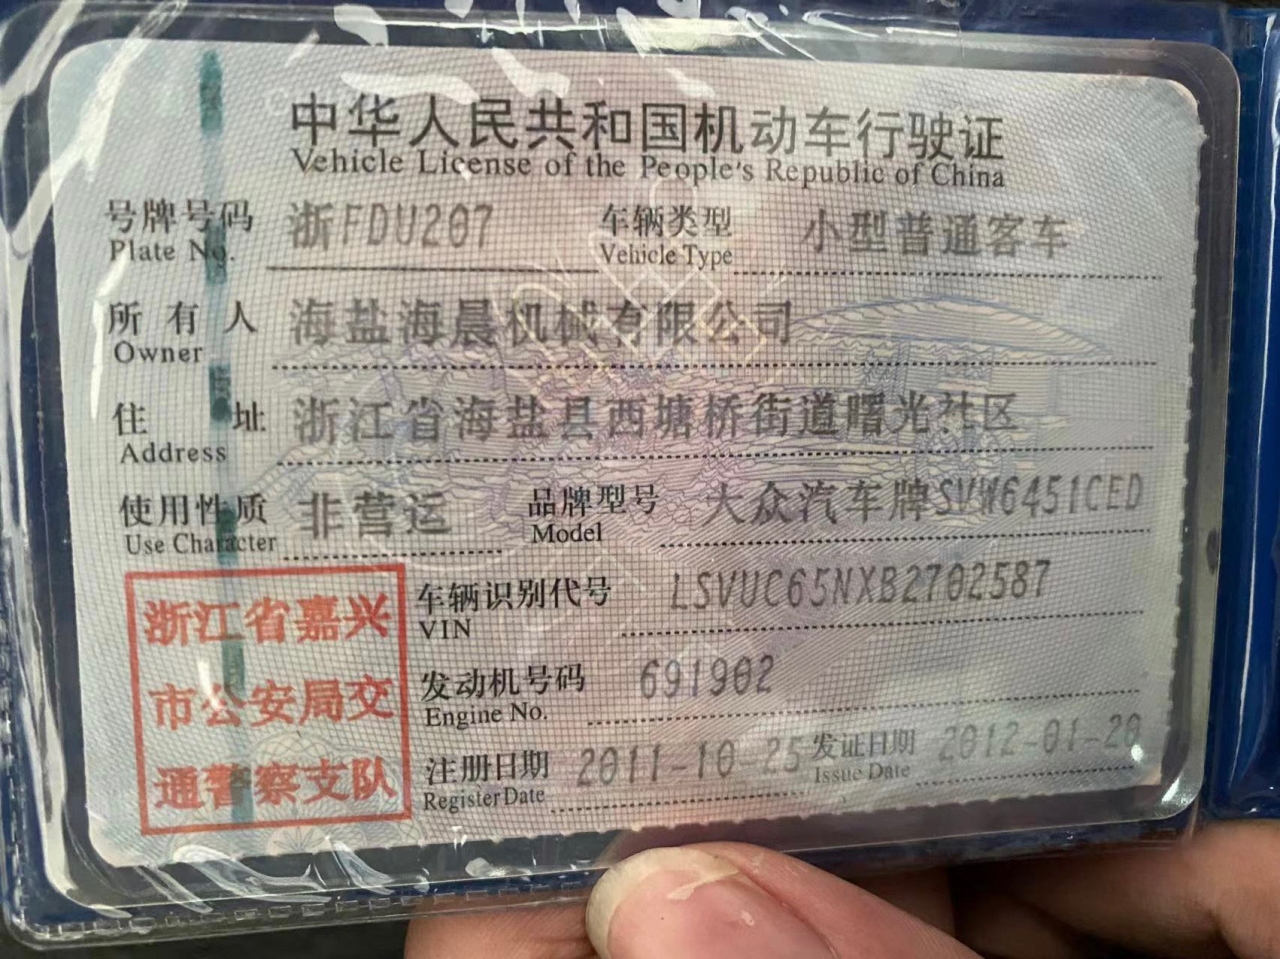 中华人民共和国机动车行驶证
Vehicle License of the People's Republic of China
号牌号码 浙FDU207 车辆类型 小型普通客车
Plate No. Vehicle Type
所有人 海盐海晨机械有限公司
Owner
住址 浙江省海盐县西塘桥街道曙光社区
Address
使用性质 非营运 品牌型号 大众汽车牌SVW6451CED
Use Character Model
浙江省嘉兴
市公安局交
通警察支队
车辆识别代号 LSVUC65NXB2702587
VIN
发动机号码 691902
Engine No.
注册日期 2011-10-25 发证日期 2012-01-20
Register Date Issue Date